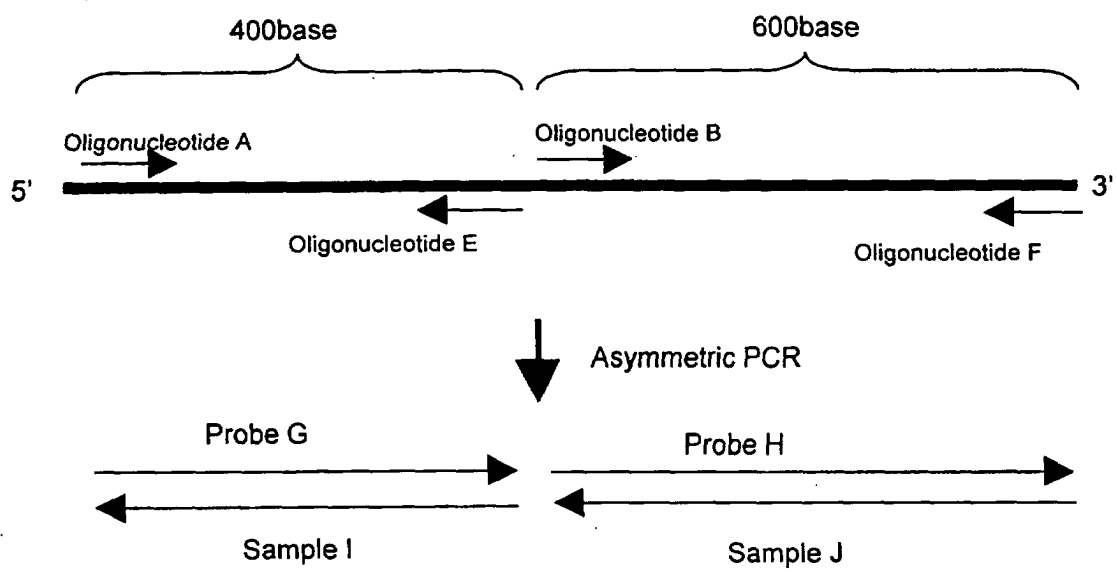 400base
600base
Oligonucleotide A
Oligonucleotide B
5'
3'
Oligonucleotide E
Oligonucleotide F
Asymmetric PCR
Probe G
Probe H
Sample I
Sample J